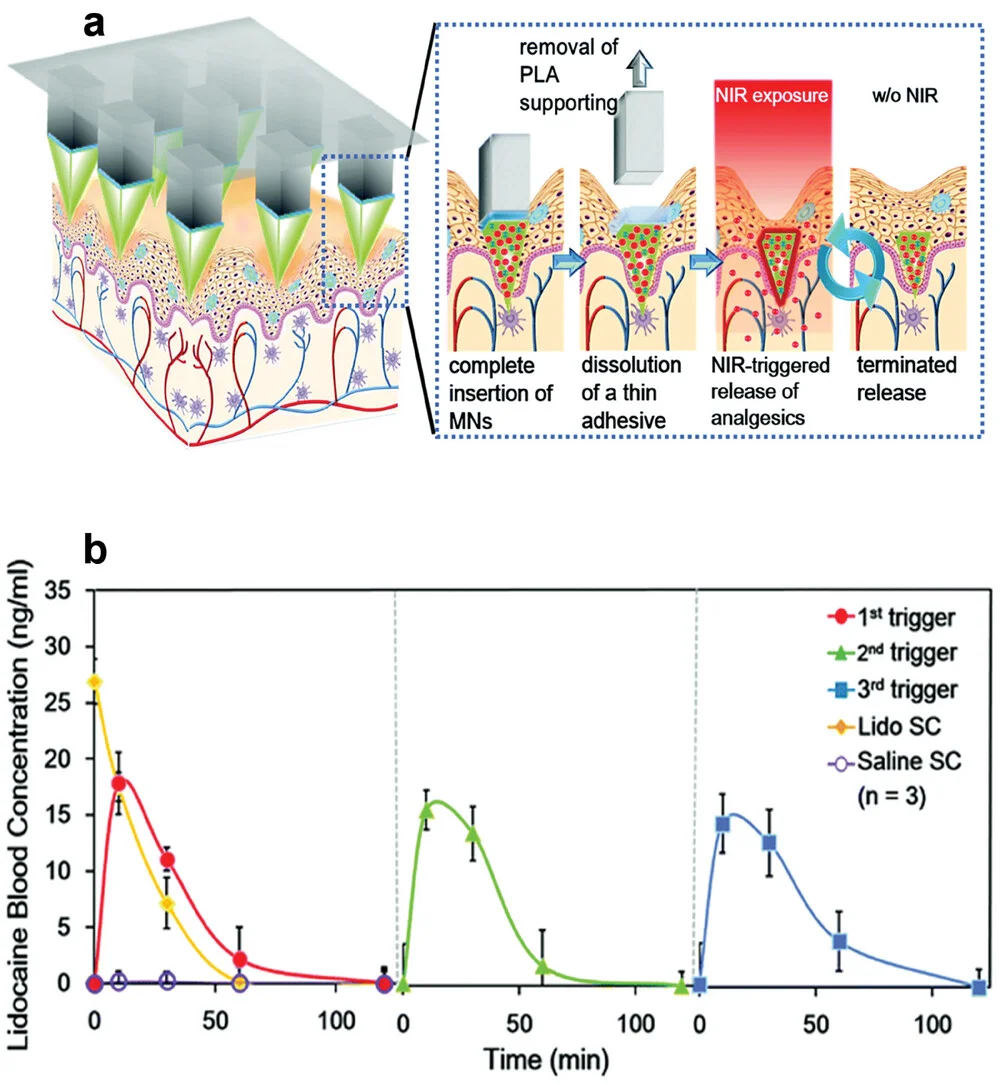 a
removal of
PLA
supporting
NIR exposure
w/o NIR
complete
insertion of
MNs
dissolution
of a thin
adhesive
NIR-triggered
release of
analgesics
terminated
release
b
Lidocaine Blood Concentration (ng/ml)
35
30
25
20
15
10
5
0
1st trigger
2nd trigger
3rd trigger
Lido SC
Saline SC
(n = 3)
0 50 100 0 50 100 0 50 100
Time (min)